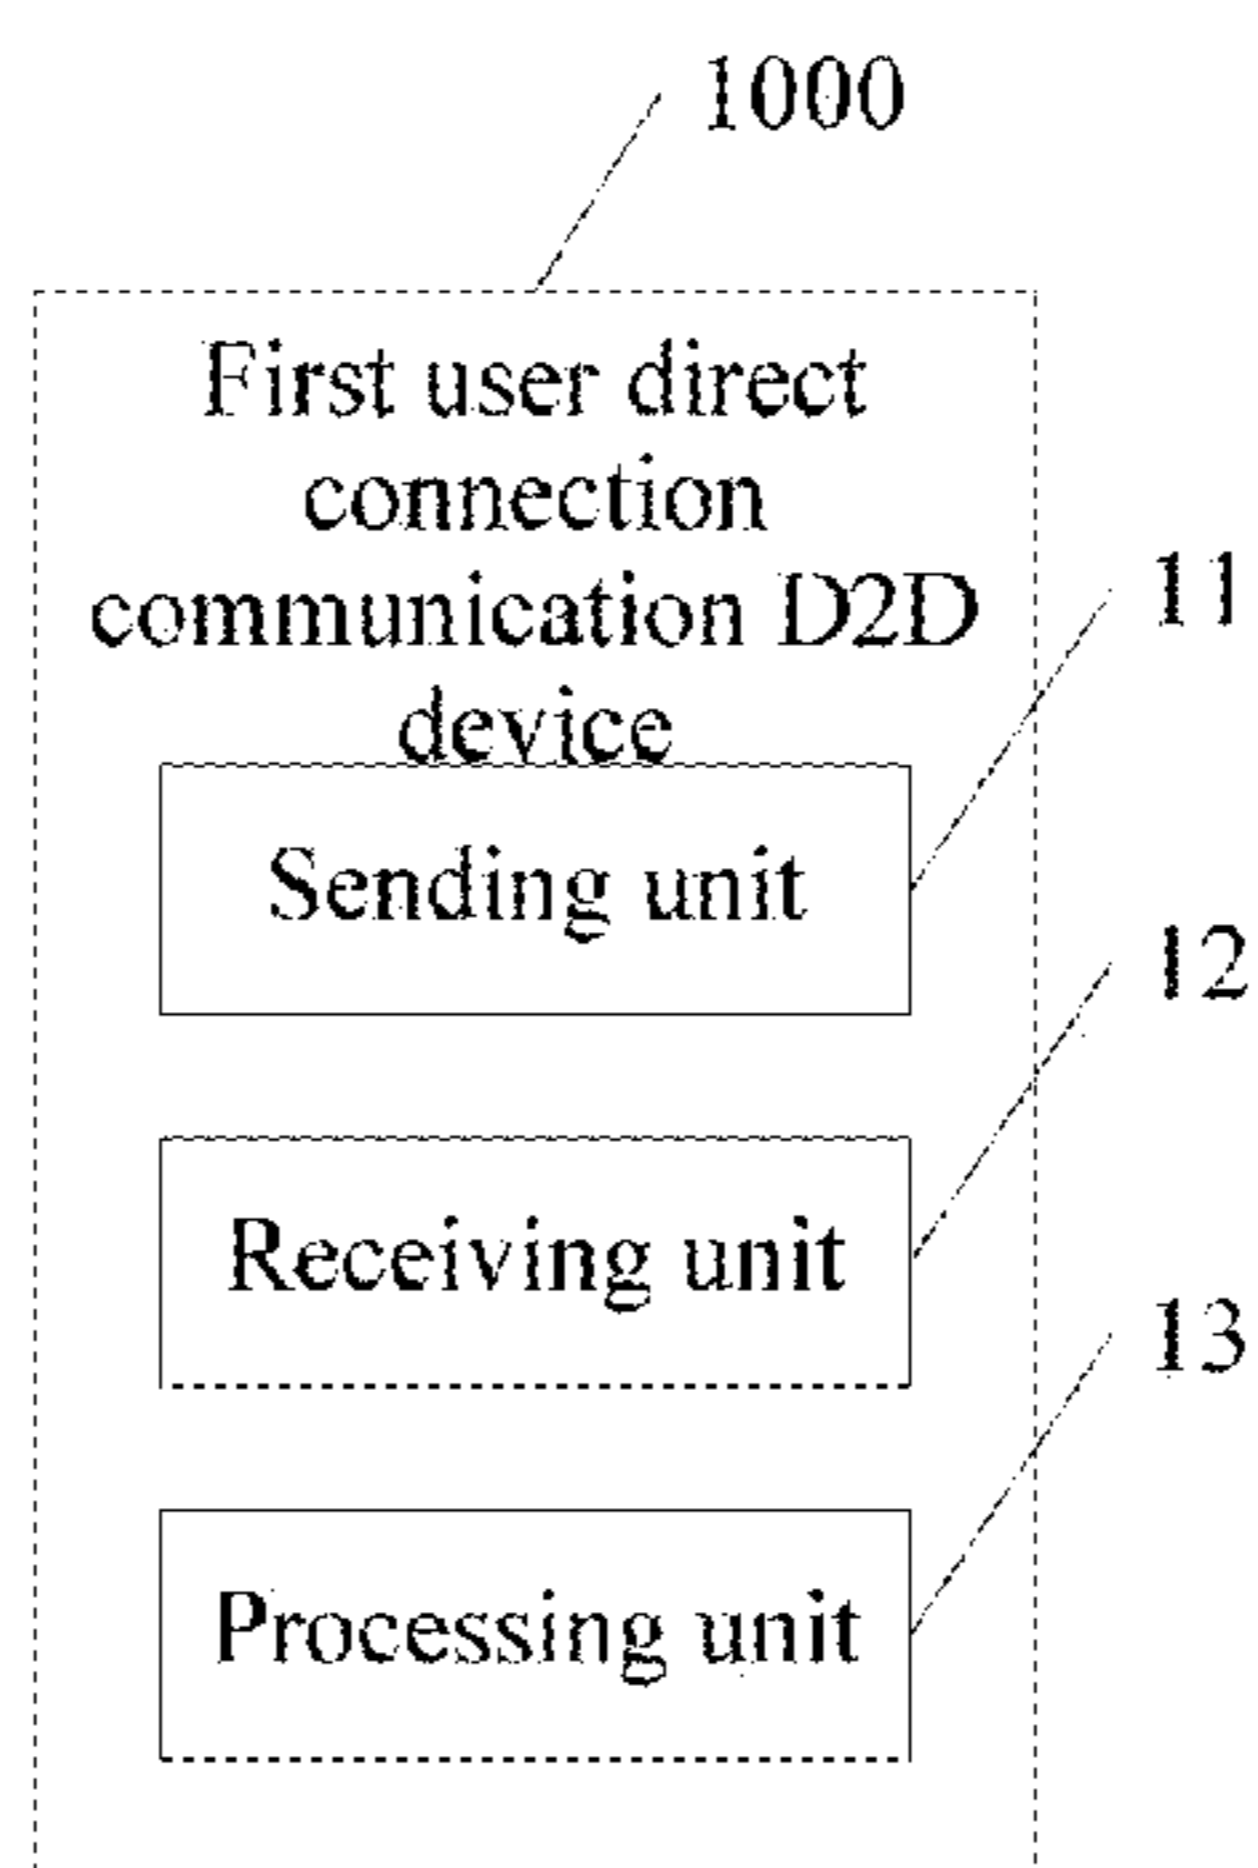 1000
First user direct
connection
communication D2D
device
11
Sending unit
12
Receiving unit
13
Processing unit